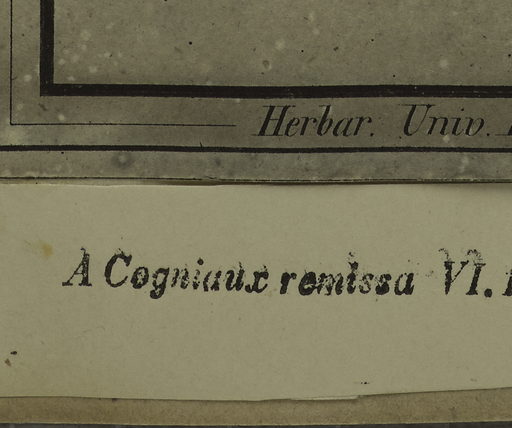 Herbar. Univ.
A Cogniaux remissa VI.